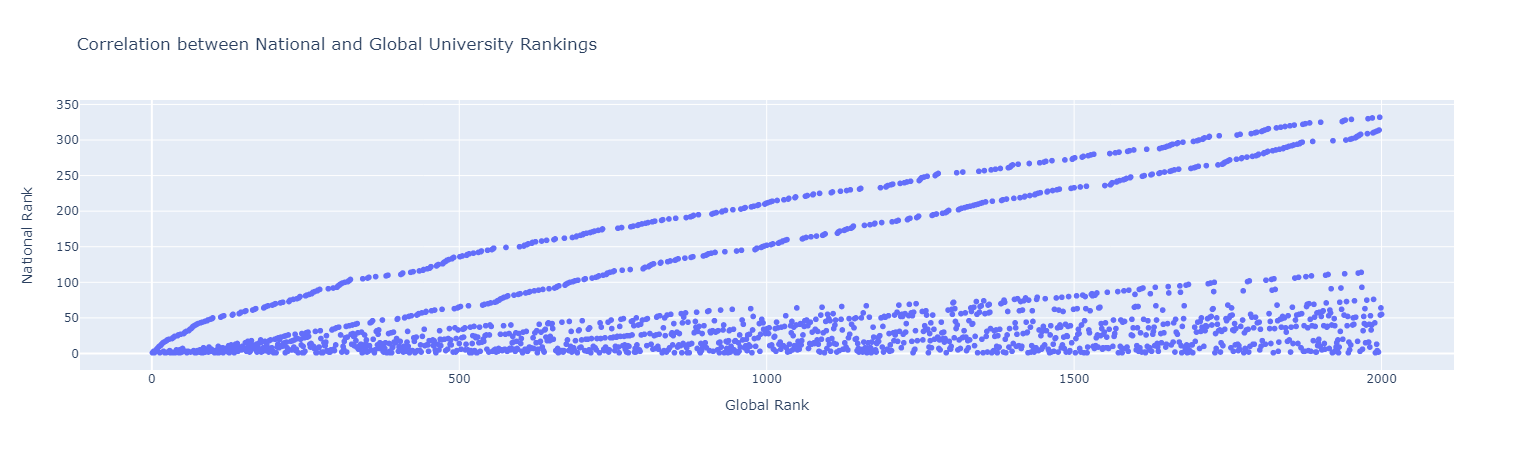 Correlation between National and Global University Rankings
National Rank
350
300
250
200
150
100
50
0
0 500 1000 1500 2000
Global Rank